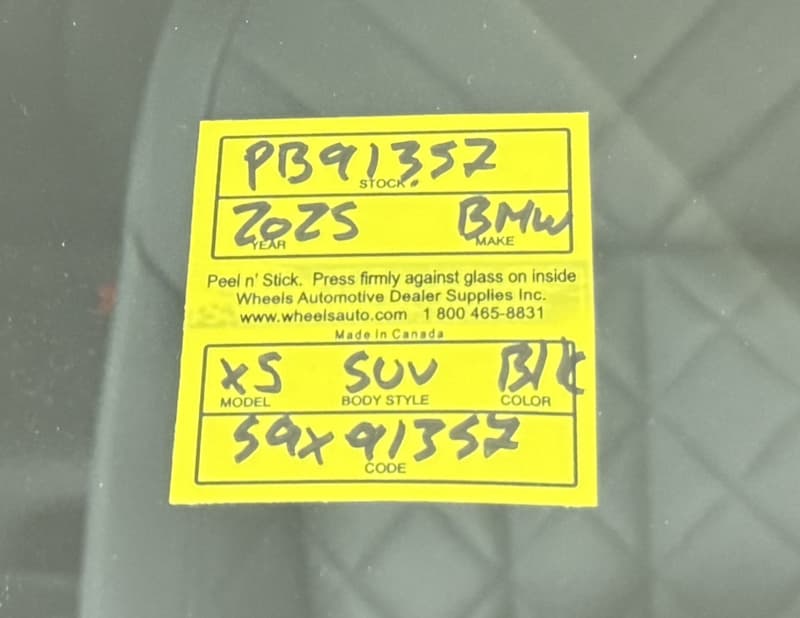 PB91357
STOCK #
2025 BMW
YEAR MAKE
Peel n' Stick. Press firmly against glass on inside
Wheels Automotive Dealer Supplies Inc.
www.wheelsauto.com 1 800 465-8831
Made In Canada
X5 SUV Blk
MODEL BODY STYLE COLOR
S9X91357
CODE